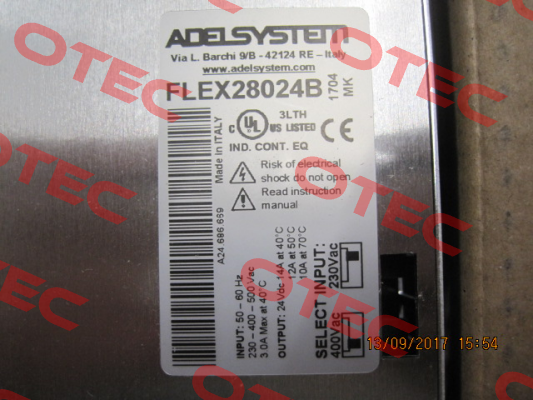 ADELSYSTEM
Via L. Barchi 9/B - 42124 RE – Italy
www.adelsystem.com
FLEX28024B
1704
MK
Made in ITALY
C UL US LISTED
3LTH
CE
IND. CONT. EQ
Risk of electrical
shock do not open
Read instruction
manual
A24.686.669
INPUT: 50 – 60 Hz
230 - 400 - 500 Vac
3.0A Max at 40°C
OUTPUT: 24Vdc 14A at 40°C
12A at 50°C
10A at 70°C
SELECT INPUT:
400Vac
230Vac
13/09/2017 15:54
OTEC
OTEC
OTEC
OTEC
OTEC